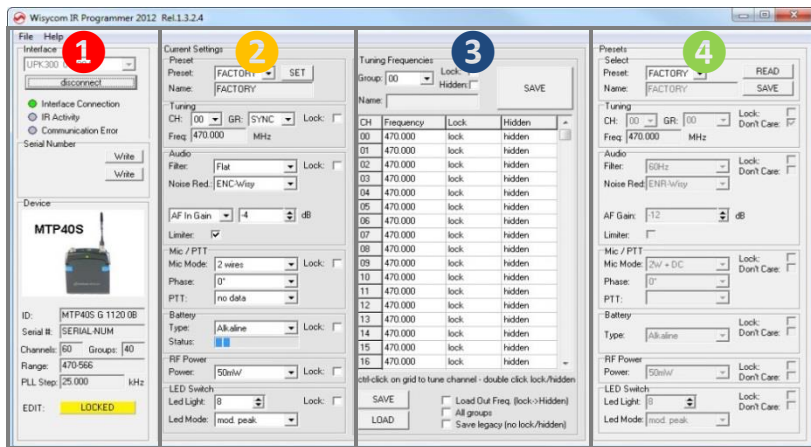 Wisycom IR Programmer 2012 Rel.1.3.2.4
File Help
1
Interface
UPK300
disconnect
Interface Connection
IR Activity
Communication Error
Serial Number
Write
Write
Device
MTP40S
ID: MTP40S G 1120 0B
Serial #: SERIAL-NUM
Channels: 60 Groups: 40
Range: 470-566
PLL Step: 25.000 kHz
EDIT: LOCKED
2
Current Settings
Preset
Preset: FACTORY SET
Name: FACTORY
Tuning
CH: 00 GR: SYNC Lock:
Freq: 470.000 MHz
Audio
Filter: Flat Lock:
Noise Red.: ENC-Wisy
AF In Gain -4 dB
Limiter:
Mic / PTT
Mic Mode: 2 wires Lock:
Phase: 0°
PTT: no data
Battery
Type: Alkaline Lock:
Status:
RF Power
Power: 50mW Lock:
LED Switch
Led Light: 8 Lock:
Led Mode: mod. peak
3
Tuning Frequencies
Group: 00 Lock:
Hidden:
SAVE
Name:
CH Frequency Lock Hidden
00 470.000 lock hidden
01 470.000 lock hidden
02 470.000 lock hidden
03 470.000 lock hidden
04 470.000 lock hidden
05 470.000 lock hidden
06 470.000 lock hidden
07 470.000 lock hidden
08 470.000 lock hidden
09 470.000 lock hidden
10 470.000 lock hidden
11 470.000 lock hidden
12 470.000 lock hidden
13 470.000 lock hidden
14 470.000 lock hidden
15 470.000 lock hidden
16 470.000 lock hidden
ctrl-click on grid to tune channel - double click lock/hidden
SAVE Load Out Freq. (lock->Hidden)
All groups
LOAD Save legacy (no lock/hidden)
4
Presets
Select
Preset: FACTORY READ
Name: FACTORY SAVE
Tuning
CH: 00 GR: 00 Lock:
Don't Care:
Freq: 470.000 MHz
Audio
Filter: 60Hz Lock:
Don't Care:
Noise Red: ENR-Wisy
AF Gain: -12 dB
Limiter:
Mic / PTT
Mic Mode: 2W + DC Lock:
Don't Care:
Phase: 0°
PTT:
Battery
Type: Alkaline Lock:
Don't Care:
RF Power
Power: 50mW Lock:
Don't Care:
LED Switch
Led Light: 8 Lock:
Don't Care:
Led Mode: mod. peak